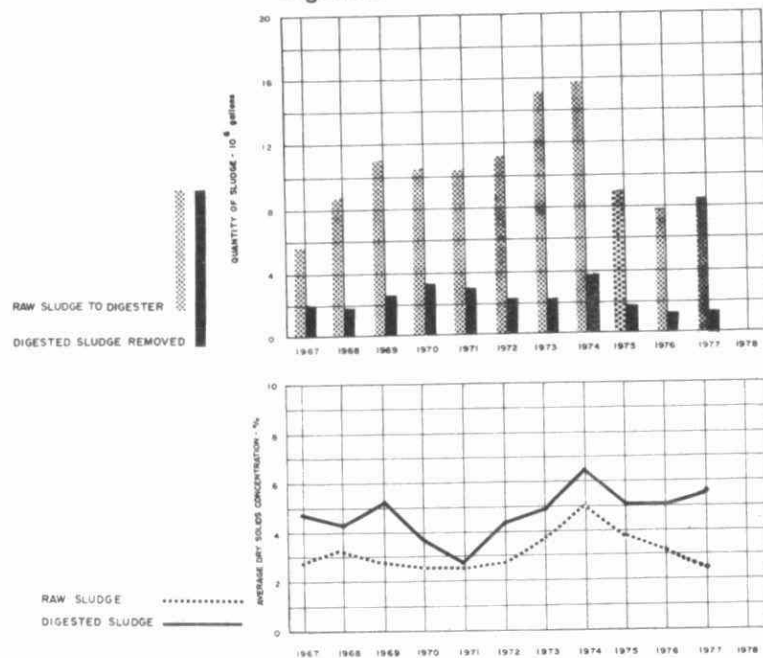 20
16
12
8
4
0
QUANTITY OF SLUDGE - 10⁶ gallons
RAW SLUDGE TO DIGESTER
DIGESTED SLUDGE REMOVED
1967 1968 1969 1970 1971 1972 1973 1974 1975 1976 1977 1978
10
8
6
4
2
0
AVERAGE DRY SOLIDS CONCENTRATION - %
RAW SLUDGE
DIGESTED SLUDGE
1967 1968 1969 1970 1971 1972 1973 1974 1975 1976 1977 1978